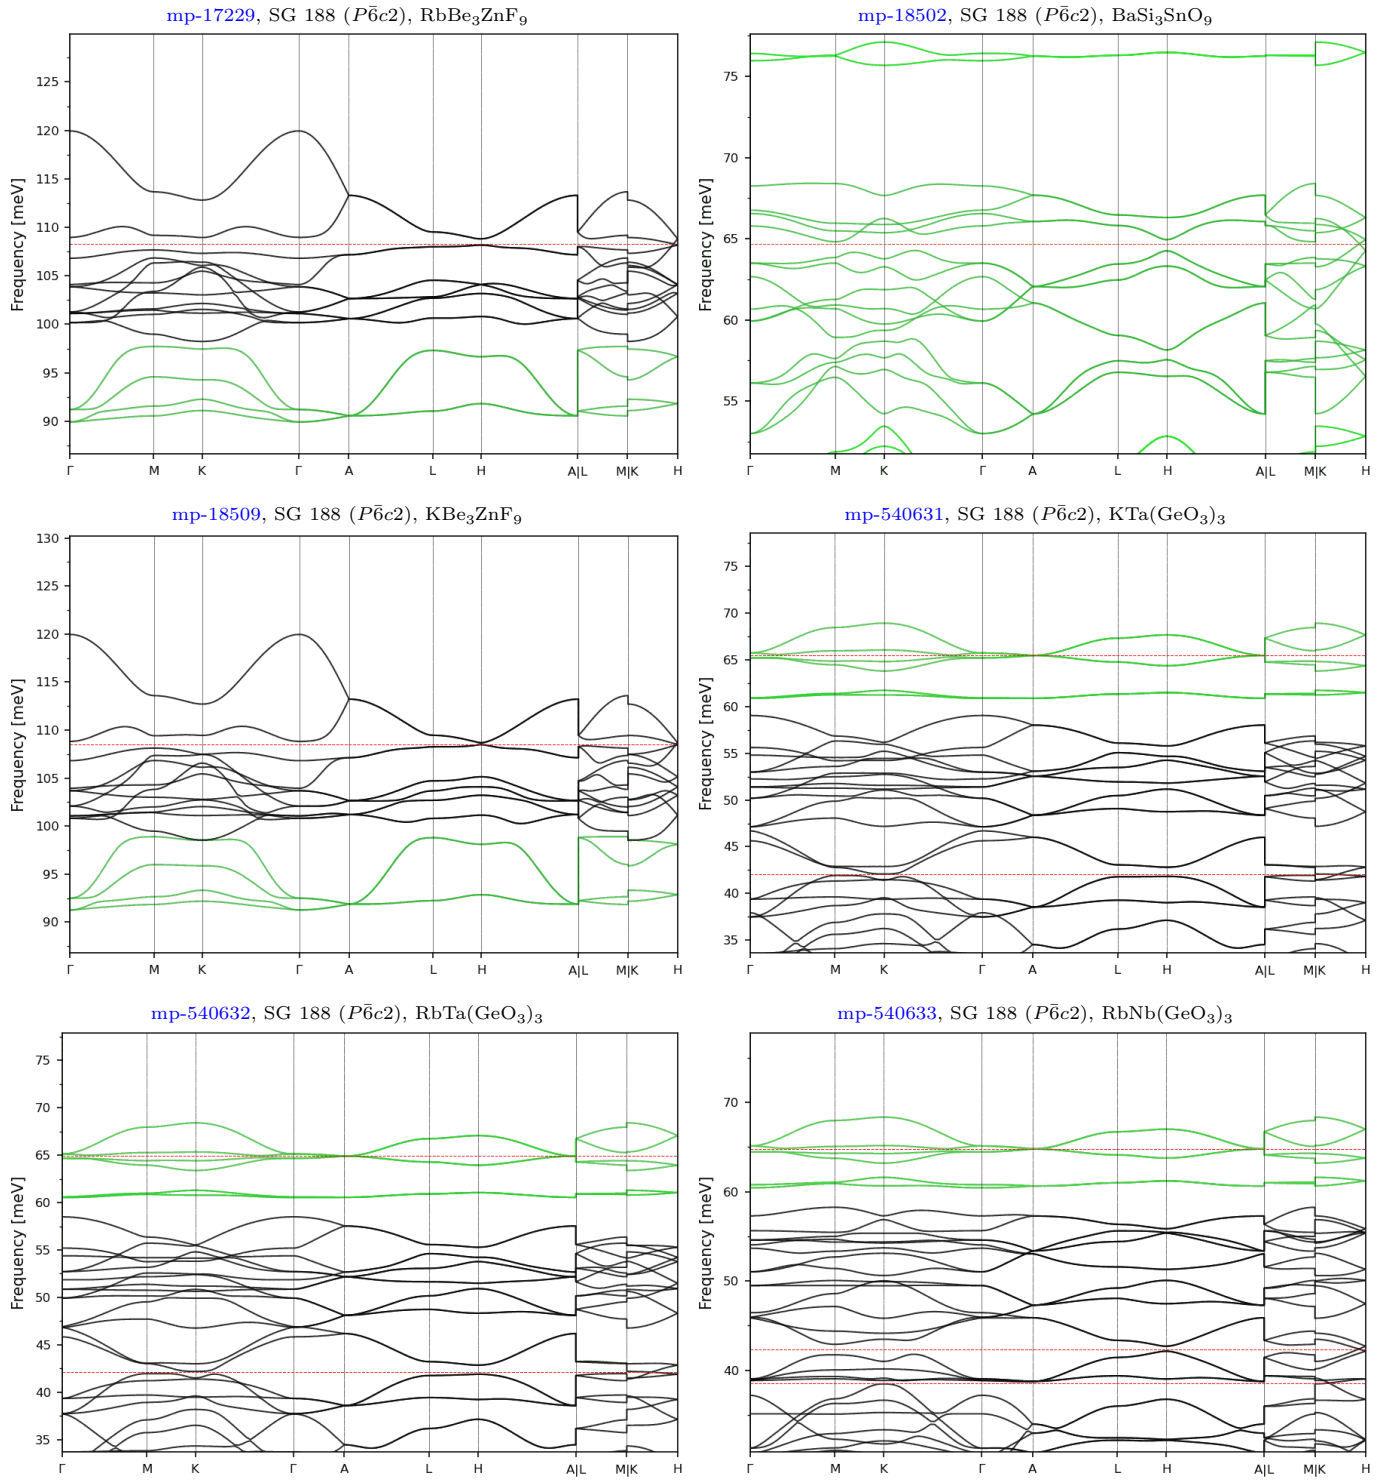 mp-17229, SG 188 (P6̄c2), RbBe₃ZnF₉
Frequency [meV]
125
120
115
110
105
100
95
90
Γ M K Γ A L H A|L M|K H
mp-18502, SG 188 (P6̄c2), BaSi₃SnO₉
Frequency [meV]
75
70
65
60
55
Γ M K Γ A L H A|L M|K H
mp-18509, SG 188 (P6̄c2), KBe₃ZnF₉
Frequency [meV]
130
125
120
115
110
105
100
95
90
Γ M K Γ A L H A|L M|K H
mp-540631, SG 188 (P6̄c2), KTa(GeO₃)₃
Frequency [meV]
75
70
65
60
55
50
45
40
35
Γ M K Γ A L H A|L M|K H
mp-540632, SG 188 (P6̄c2), RbTa(GeO₃)₃
Frequency [meV]
75
70
65
60
55
50
45
40
35
Γ M K Γ A L H A|L M|K H
mp-540633, SG 188 (P6̄c2), RbNb(GeO₃)₃
Frequency [meV]
70
60
50
40
Γ M K Γ A L H A|L M|K H